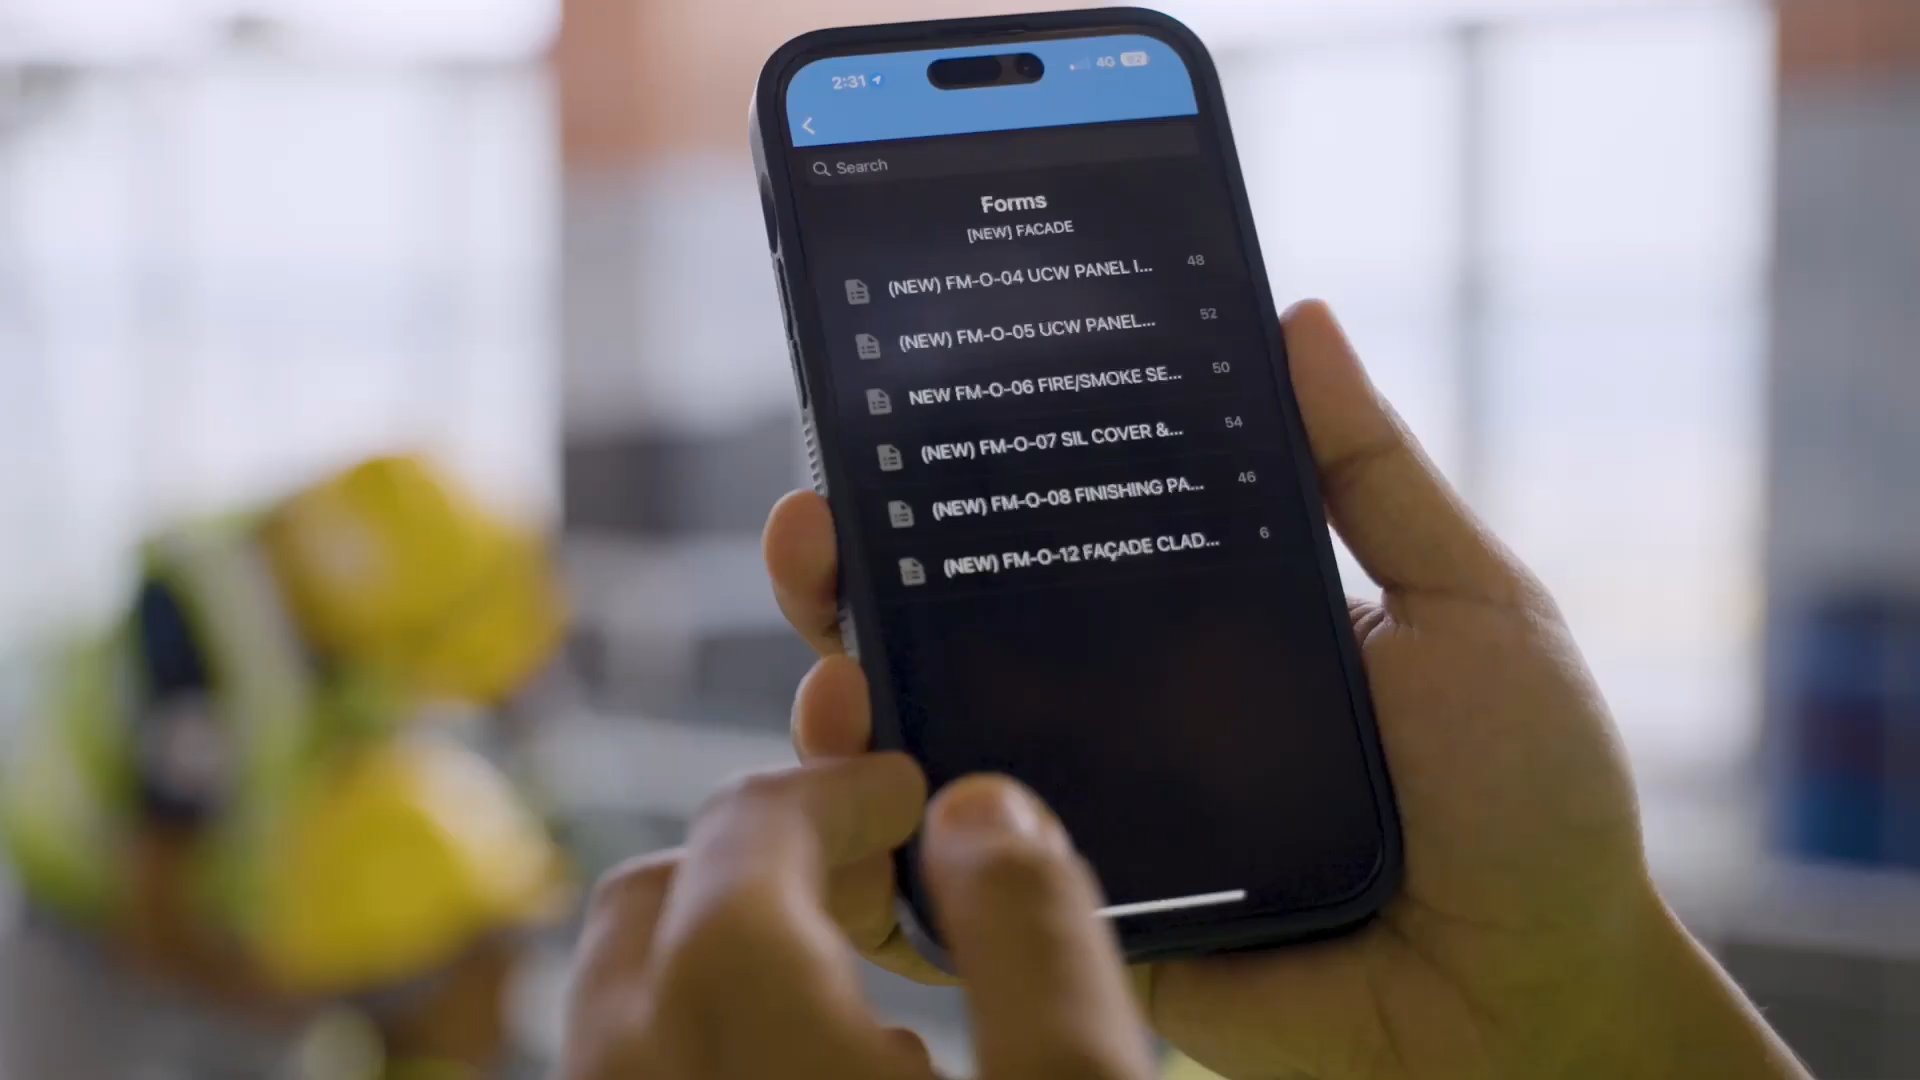 2:31
4G
Search
Forms
[NEW] FACADE
(NEW) FM-O-04 UCW PANEL I... 48
(NEW) FM-O-05 UCW PANEL... 52
NEW FM-O-06 FIRE/SMOKE SE... 50
(NEW) FM-O-07 SIL COVER &... 54
(NEW) FM-O-08 FINISHING PA... 46
(NEW) FM-O-12 FAÇADE CLAD... 6